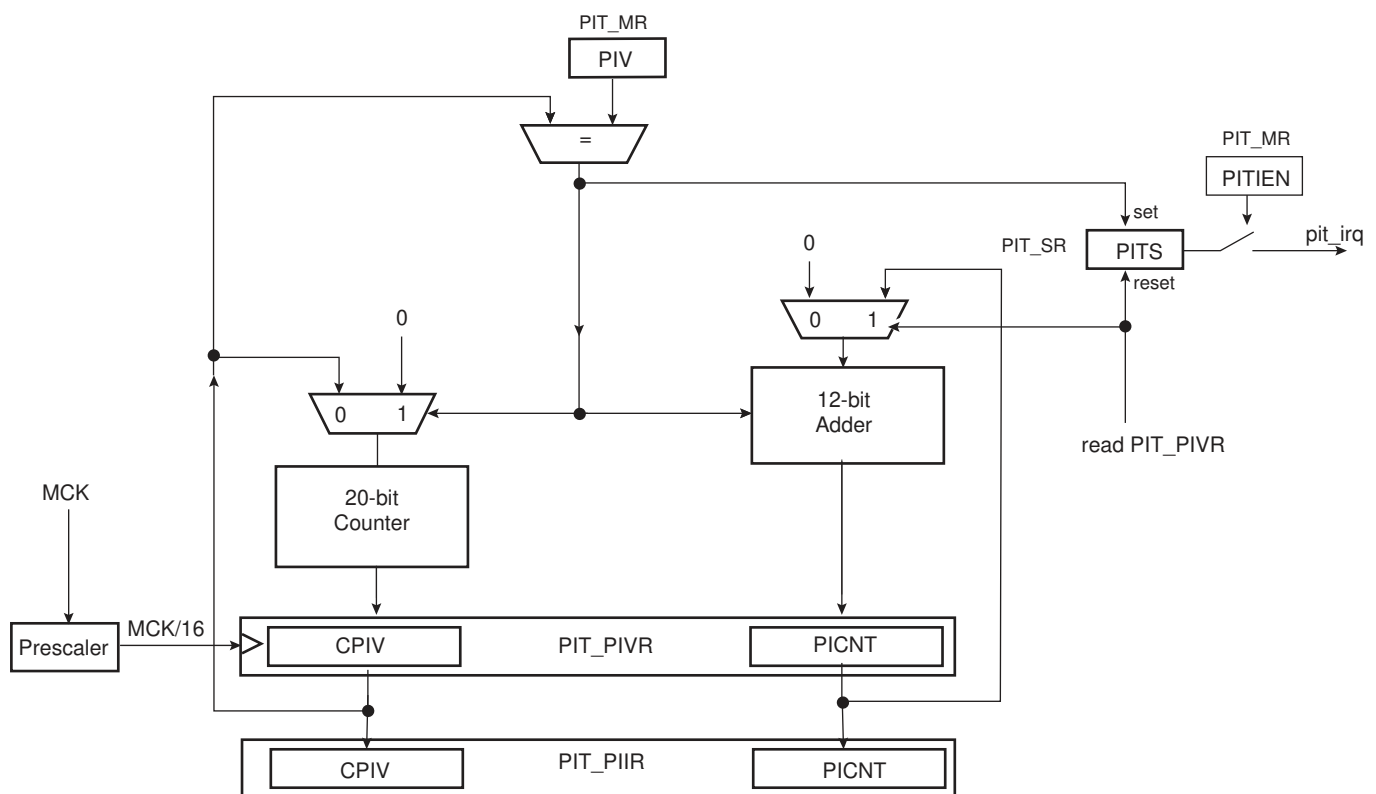 PIT_MR
PIV
=
PIT_MR
PITIEN
set
PIT_SR
PITS
pit_irq
reset
0
0 1
0
0 1
12-bit
Adder
read PIT_PIVR
20-bit
Counter
MCK
Prescaler
MCK/16
CPIV
PIT_PIVR
PICNT
CPIV
PIT_PIIR
PICNT